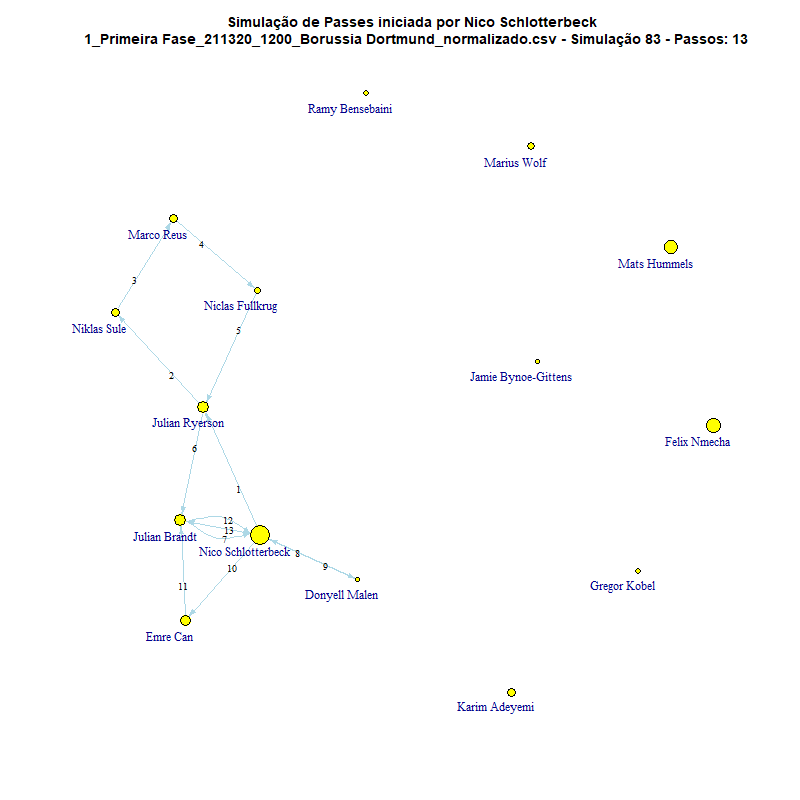 Simulação de Passes iniciada por Nico Schlotterbeck
1_Primeira Fase_211320_1200_Borussia Dortmund_normalizado.csv - Simulação 83 - Passos: 13
Ramy Bensebaini
Marius Wolf
Marco Reus
4
Mats Hummels
3
Niclas Fullkrug
Niklas Sule
5
2
Jamie Bynoe-Gittens
Julian Ryerson
Felix Nmecha
6
1
12
13
Julian Brandt
7
Nico Schlotterbeck
8
10
9
11
Donyell Malen
Gregor Kobel
Emre Can
Karim Adeyemi